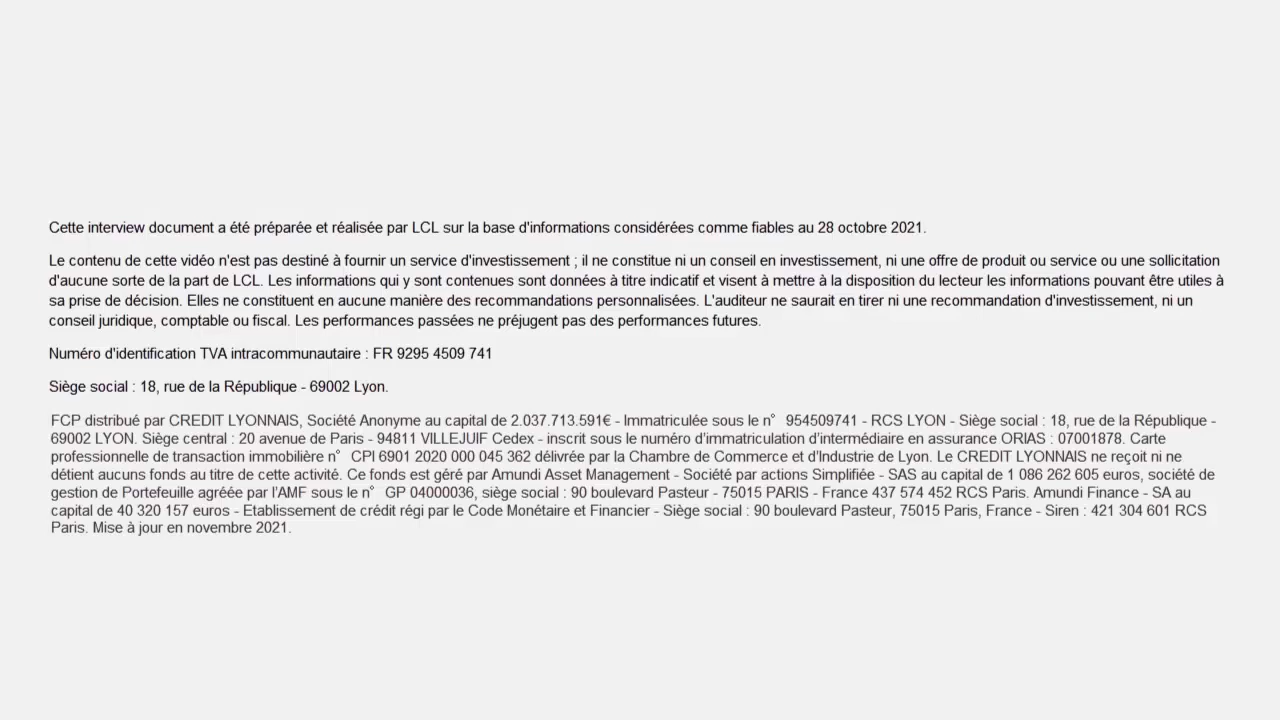 Cette interview document a été préparée et réalisée par LCL sur la base d'informations considérées comme fiables au 28 octobre 2021.
Le contenu de cette vidéo n'est pas destiné à fournir un service d'investissement ; il ne constitue ni un conseil en investissement, ni une offre de produit ou service ou une sollicitation
d'aucune sorte de la part de LCL. Les informations qui y sont contenues sont données à titre indicatif et visent à mettre à la disposition du lecteur les informations pouvant être utiles à
sa prise de décision. Elles ne constituent en aucune manière des recommandations personnalisées. L'auditeur ne saurait en tirer ni une recommandation d'investissement, ni un
conseil juridique, comptable ou fiscal. Les performances passées ne préjugent pas des performances futures.
Numéro d'identification TVA intracommunautaire : FR 9295 4509 741
Siège social : 18, rue de la République - 69002 Lyon.
FCP distribué par CREDIT LYONNAIS, Société Anonyme au capital de 2.037.713.591€ - Immatriculée sous le n° 954509741 - RCS LYON - Siège social : 18, rue de la République -
69002 LYON. Siège central : 20 avenue de Paris - 94811 VILLEJUIF Cedex - inscrit sous le numéro d’immatriculation d’intermédiaire en assurance ORIAS : 07001878. Carte
professionnelle de transaction immobilière n° CPI 6901 2020 000 045 362 délivrée par la Chambre de Commerce et d’Industrie de Lyon. Le CREDIT LYONNAIS ne reçoit ni ne
détient aucuns fonds au titre de cette activité. Ce fonds est géré par Amundi Asset Management - Société par actions Simplifiée - SAS au capital de 1 086 262 605 euros, société de
gestion de Portefeuille agréée par l’AMF sous le n° GP 04000036, siège social : 90 boulevard Pasteur - 75015 PARIS - France 437 574 452 RCS Paris. Amundi Finance - SA au
capital de 40 320 157 euros - Etablissement de crédit régi par le Code Monétaire et Financier - Siège social : 90 boulevard Pasteur, 75015 Paris, France - Siren : 421 304 601 RCS
Paris. Mise à jour en novembre 2021.